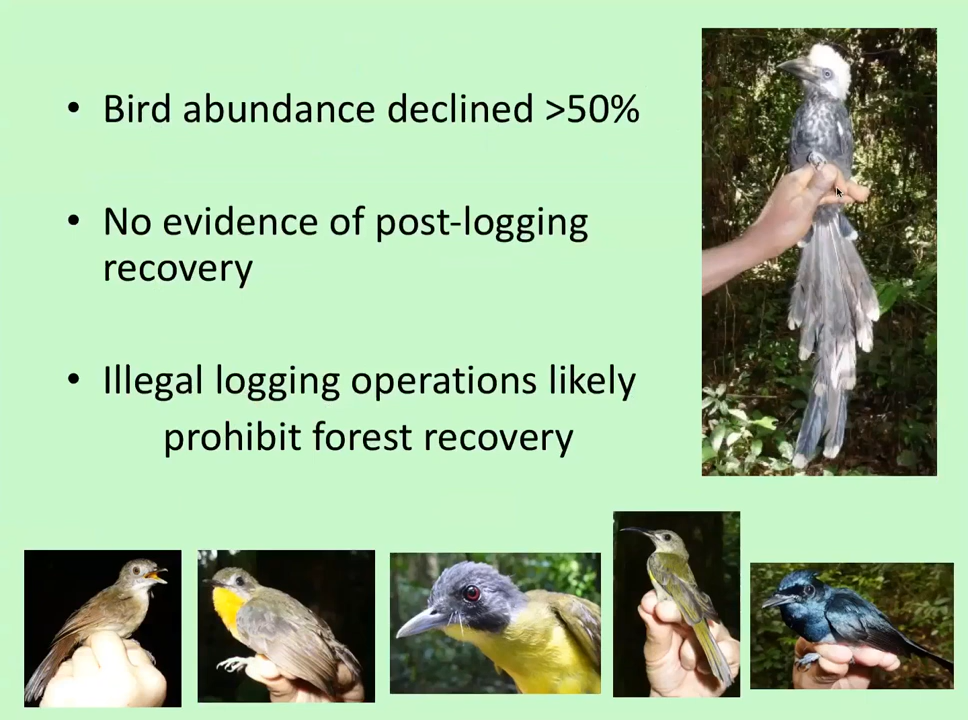 • Bird abundance declined >50%
• No evidence of post-logging
recovery
• Illegal logging operations likely
prohibit forest recovery